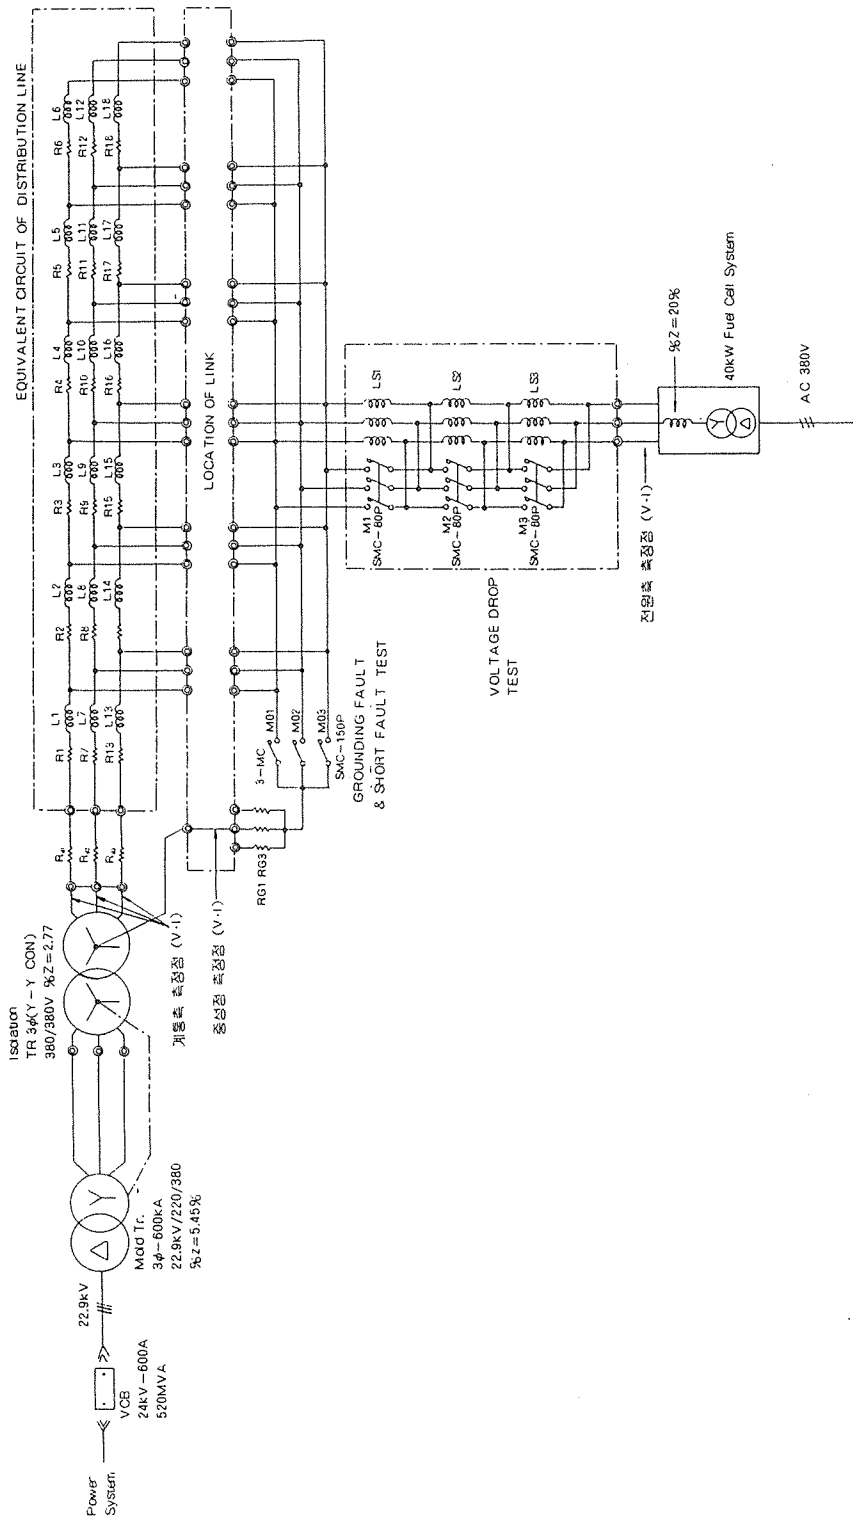 EQUIVALENT CIRCUIT OF DISTRIBUTION LINE
Isolation
TR 3ϕ(Y-Y CON)
380/380V %Z=2.77
R1 L1
R2 L2
R3 L3
R4 L4
R5 L5
R6 L6
R7 L7
R8 L8
R9 L9
R10 L10
R11 L11
R12 L12
R13 L13
L14
R15 L15
R16 L16
R17 L17
R18 L18
Power
System
VCB
24kV-600A
520MVA
22.9kV
Mold Tr.
3ϕ-600KA
22.9kV/220/380
%Z=5.45%
계통측 측정점 (V·I)
중성점 측정점 (V·I)
LOCATION OF LINK
RG1 RG3
3-MC
M01
M02
M03
SMC-150P
GROUNDING FAULT
& SHORT FAULT TEST
M1
SMC-80P
M2
SMC-80P
M3
SMC-80P
LS1
LS2
LS3
VOLTAGE DROP
TEST
전원측 측정점 (V·I)
%Z=20%
40kW Fuel Cell System
AC 380V